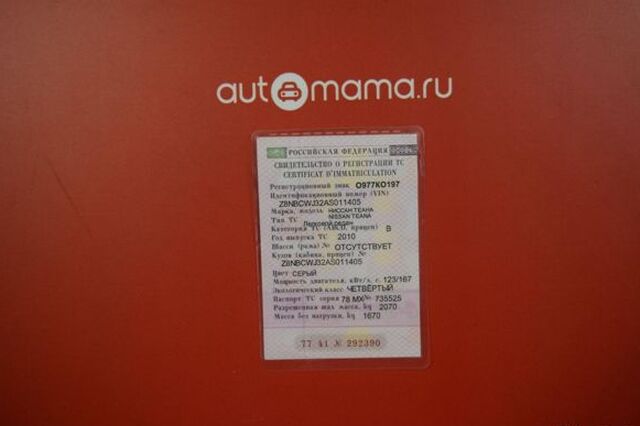 automama.ru
РОССИЙСКАЯ ФЕДЕРАЦИЯ
СВИДЕТЕЛЬСТВО О РЕГИСТРАЦИИ ТС
CERTIFICAT D'IMMATRICULATION
Регистрационный знак О977КО197
Идентификационный номер (VIN)
Z8NBCWJ32AS011405
Марка, модель НИССАН ТЕАНА
NISSAN TEANA
Тип ТС Легковой седан
Категория ТС (ABCD, прицеп) B
Год выпуска ТС 2010
Шасси (рама) № ОТСУТСТВУЕТ
Кузов (кабина, прицеп) №
Z8NBCWJ32AS011405
Цвет СЕРЫЙ
Мощность двигателя, кВт/л. с. 123/167
Экологический класс ЧЕТВЕРТЫЙ
Паспорт ТС серия 78 МХ № 735525
Разрешенная max масса, kg 2070
Масса без нагрузки, kg 1670
77 41 № 292390